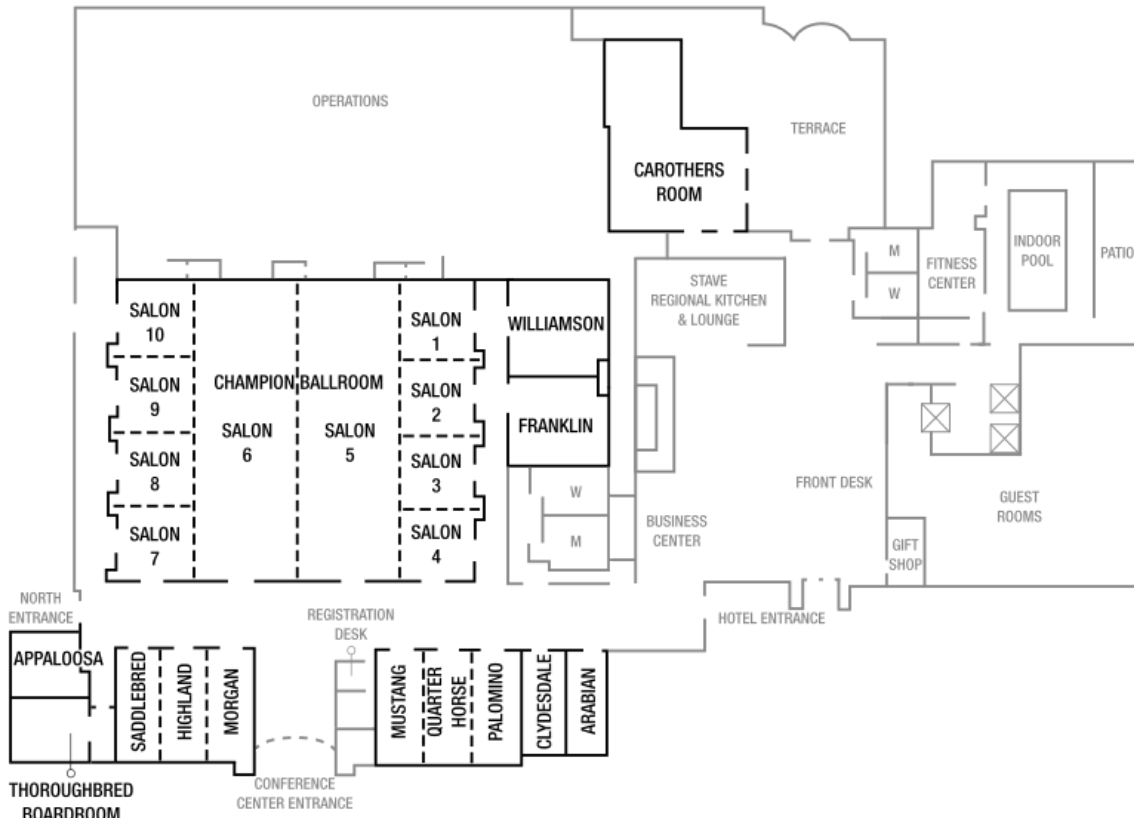 OPERATIONS
TERRACE
CAROTHERS
ROOM
M
W
FITNESS
CENTER
INDOOR
POOL
PATIO
STAVE
REGIONAL KITCHEN
& LOUNGE
SALON
10
SALON
9
SALON
8
SALON
7
CHAMPION BALLROOM
SALON
6
SALON
5
SALON
1
SALON
2
SALON
3
SALON
4
WILLIAMSON
FRANKLIN
W
M
BUSINESS
CENTER
FRONT DESK
GUEST
ROOMS
GIFT
SHOP
HOTEL ENTRANCE
NORTH
ENTRANCE
REGISTRATION
DESK
APPALOOSA
SADDLEBRED
HIGHLAND
MORGAN
MUSTANG
QUARTER
HORSE
PALOMINO
CLYDESDALE
ARABIAN
CONFERENCE
CENTER ENTRANCE
THOROUGHBRED
BOARDROOM